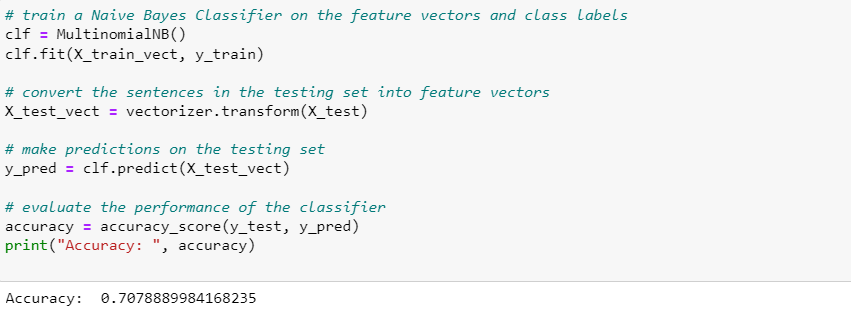 # train a Naive Bayes Classifier on the feature vectors and class labels
clf = MultinomialNB()
clf.fit(X_train_vect, y_train)
# convert the sentences in the testing set into feature vectors
X_test_vect = vectorizer.transform(X_test)
# make predictions on the testing set
y_pred = clf.predict(X_test_vect)
# evaluate the performance of the classifier
accuracy = accuracy_score(y_test, y_pred)
print("Accuracy: ", accuracy)
Accuracy:  0.7078889984168235